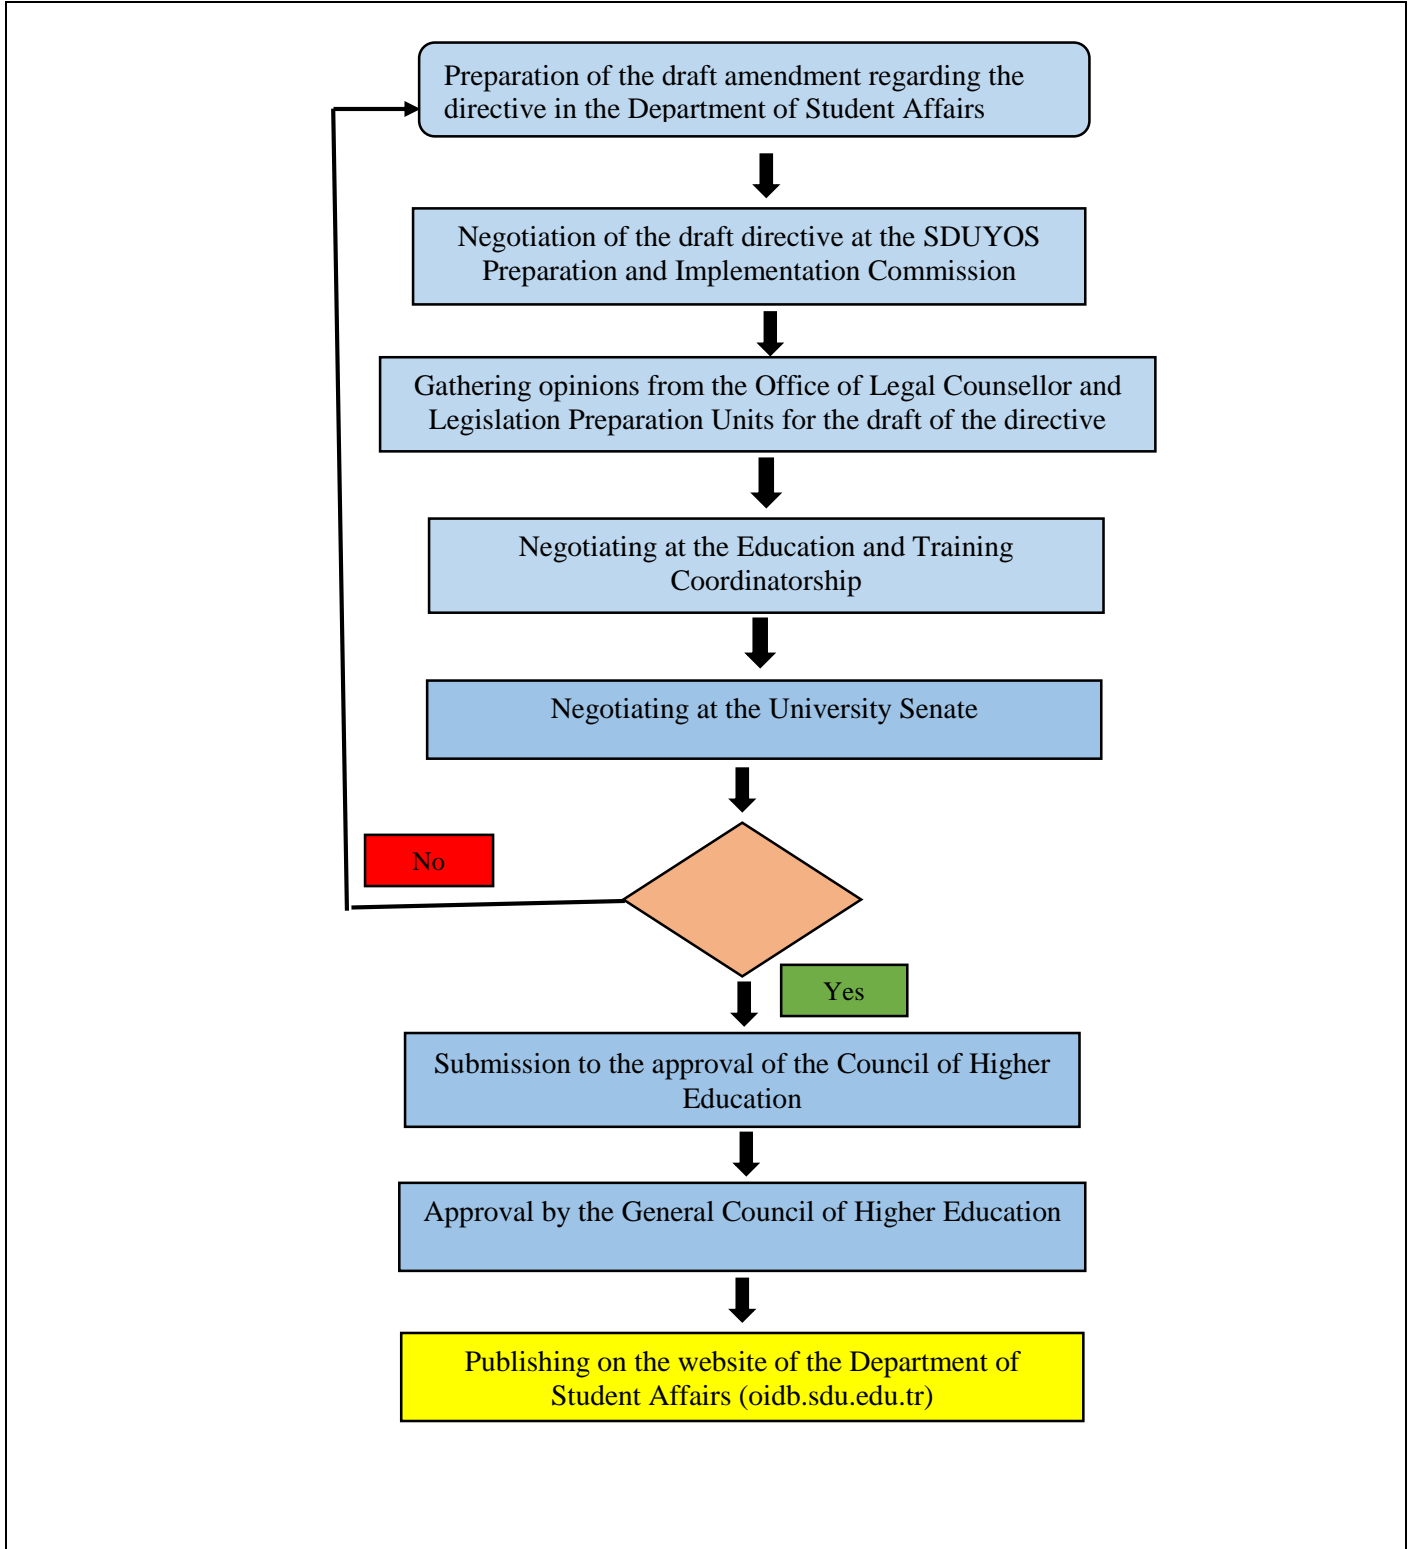 Preparation of the draft amendment regarding the
directive in the Department of Student Affairs
Negotiation of the draft directive at the SDUYOS
Preparation and Implementation Commission
Gathering opinions from the Office of Legal Counsellor and
Legislation Preparation Units for the draft of the directive
Negotiating at the Education and Training
Coordinatorship
Negotiating at the University Senate
No
Yes
Submission to the approval of the Council of Higher
Education
Approval by the General Council of Higher Education
Publishing on the website of the Department of
Student Affairs (oidb.sdu.edu.tr)